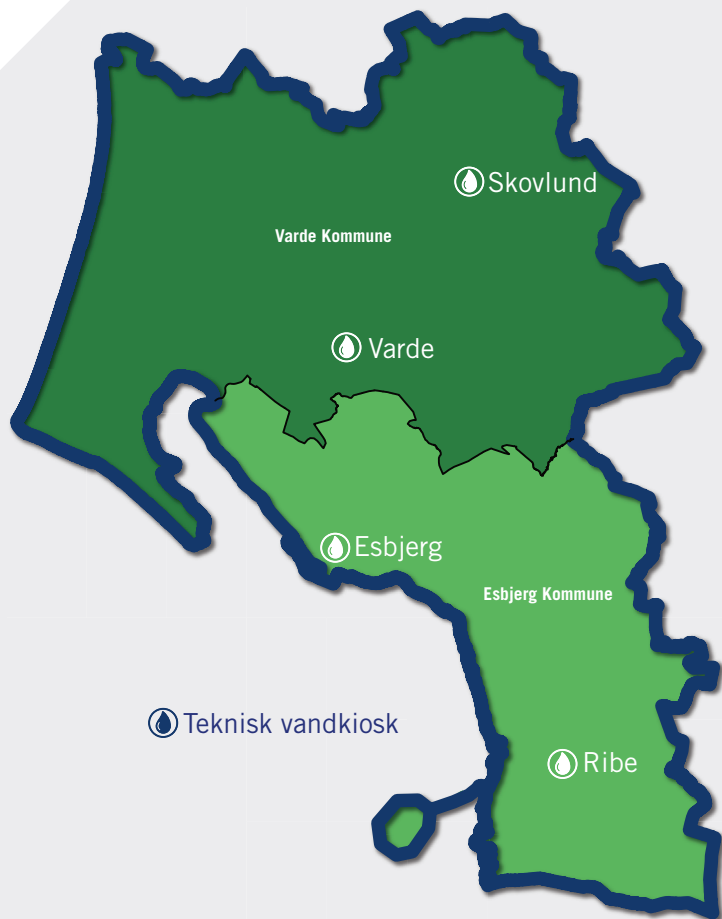 Skovlund
Varde Kommune
Varde
Esbjerg
Esbjerg Kommune
Teknisk vandkiosk
Ribe